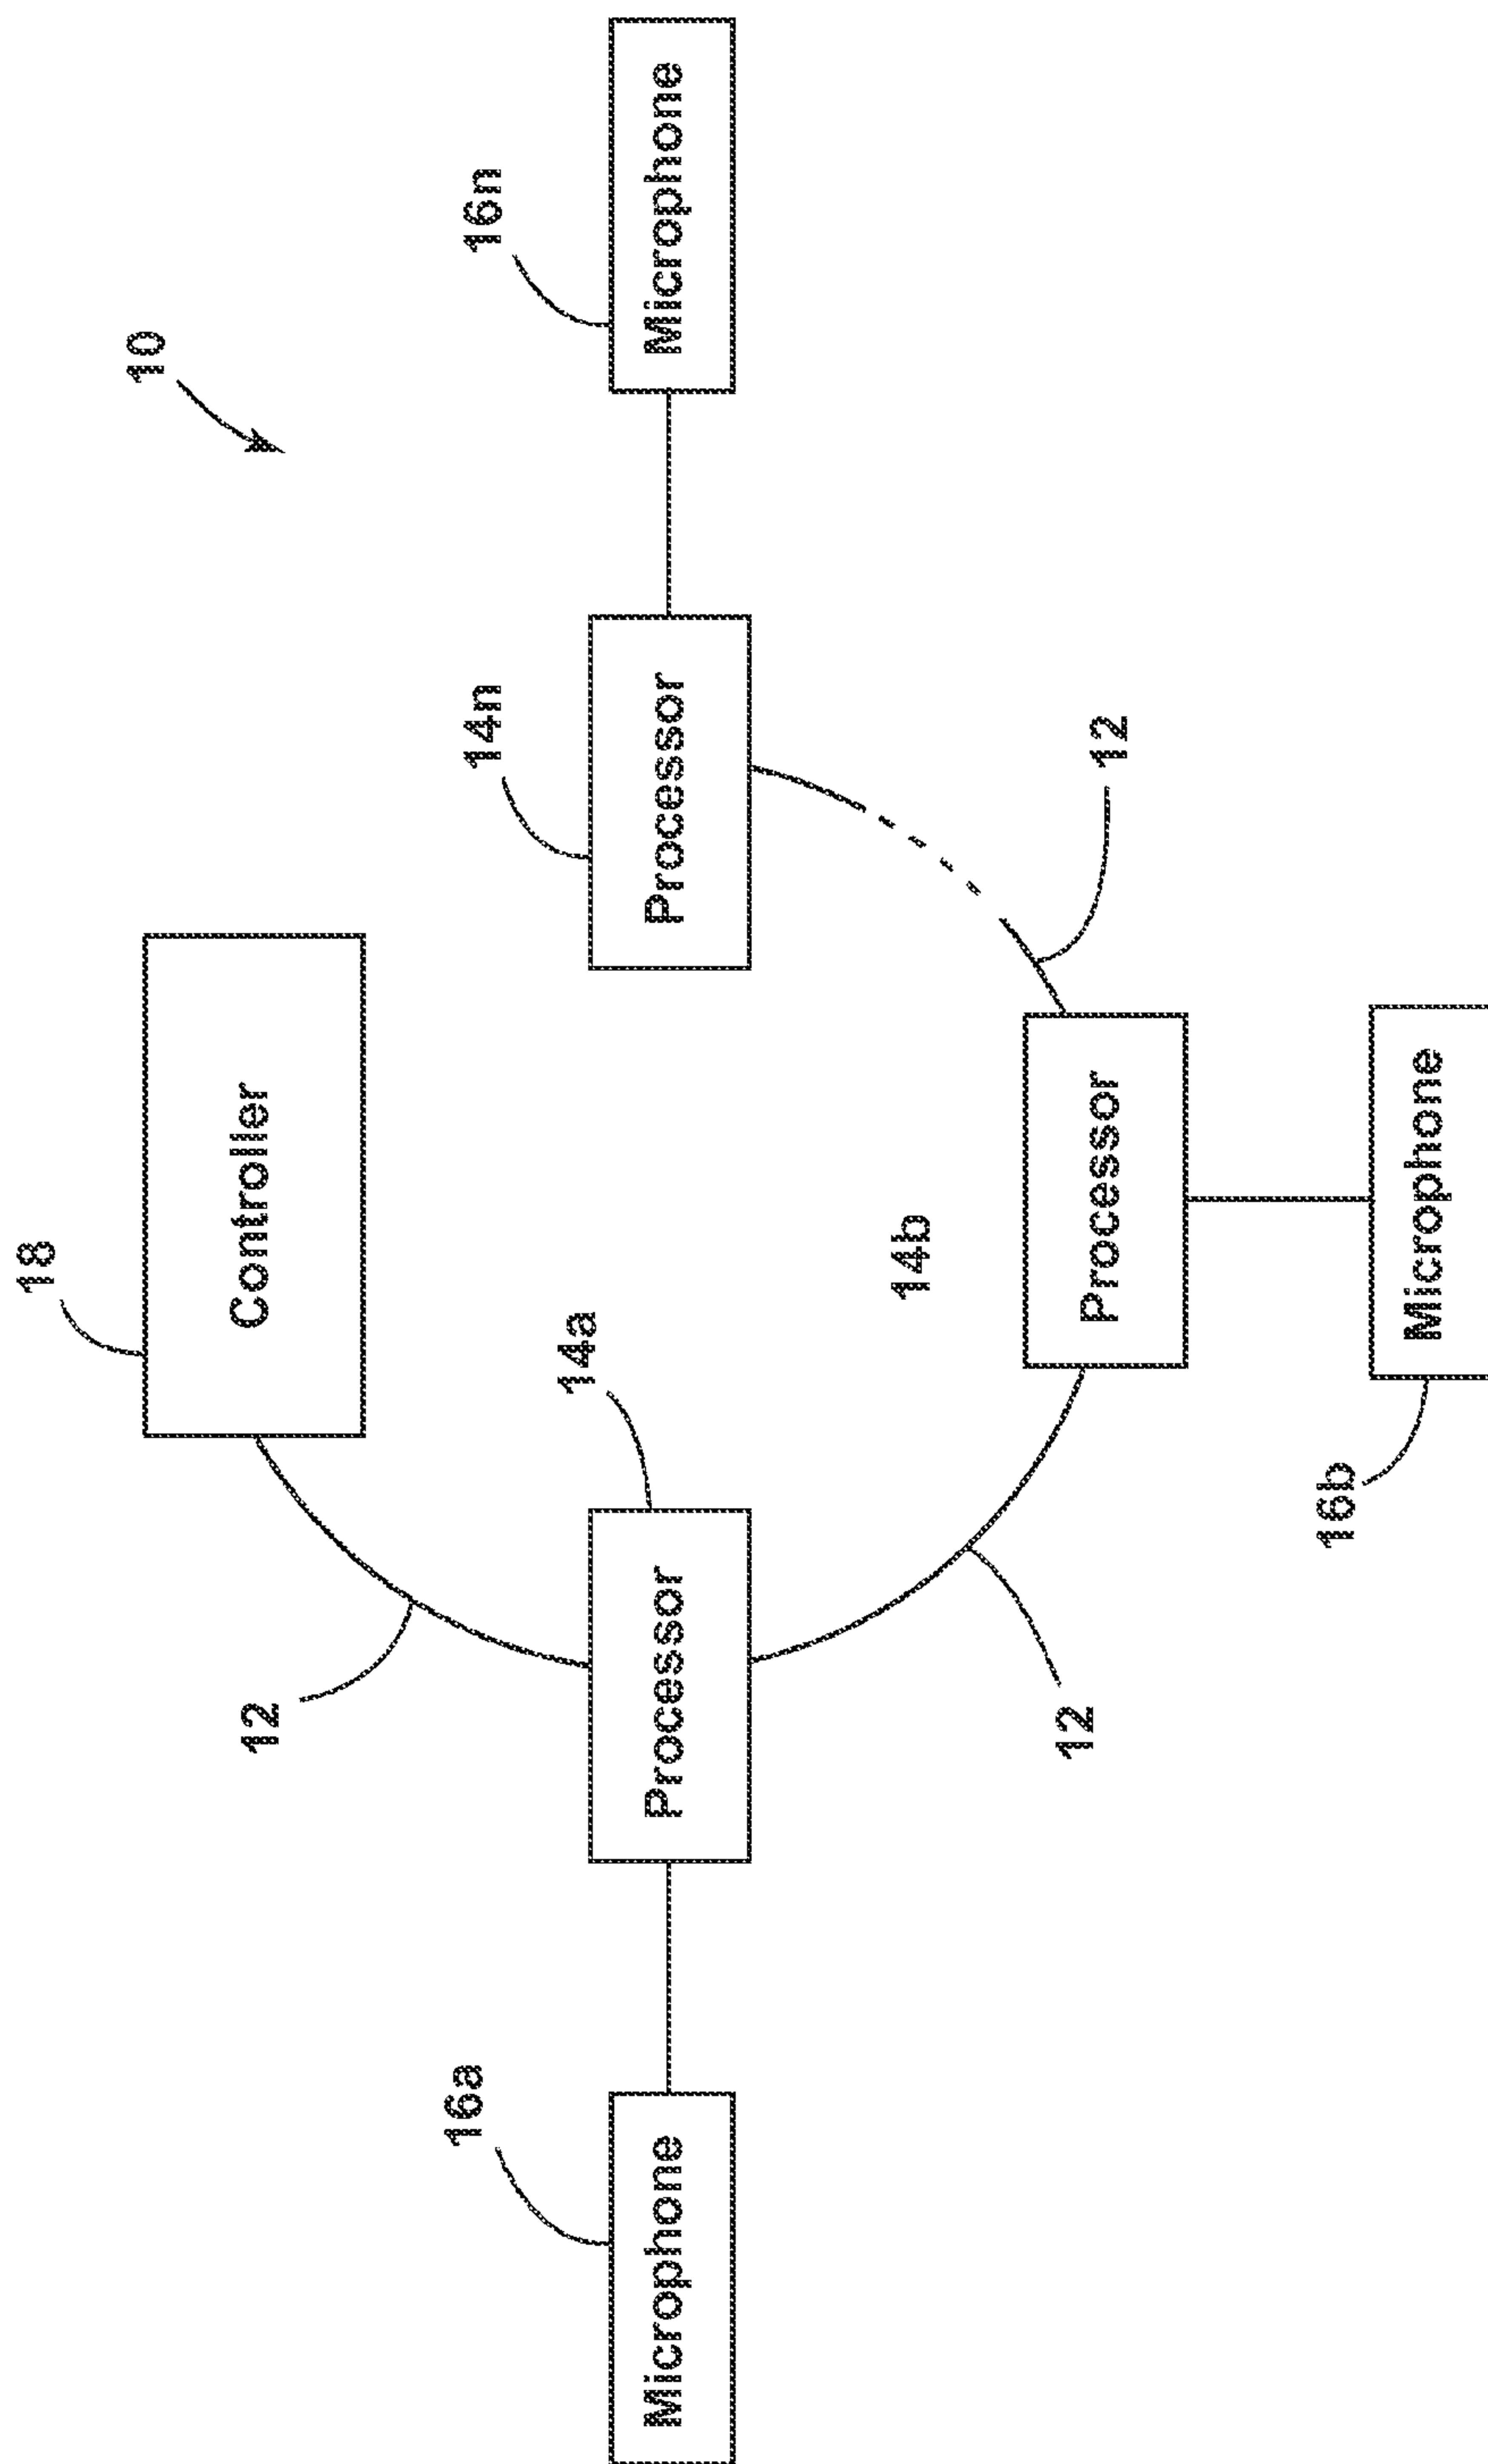 18
10
Controller
12
16a
14n
16n
14a
Microphone
Processor
Processor
Microphone
14b
12
Processor
12
16b
Microphone